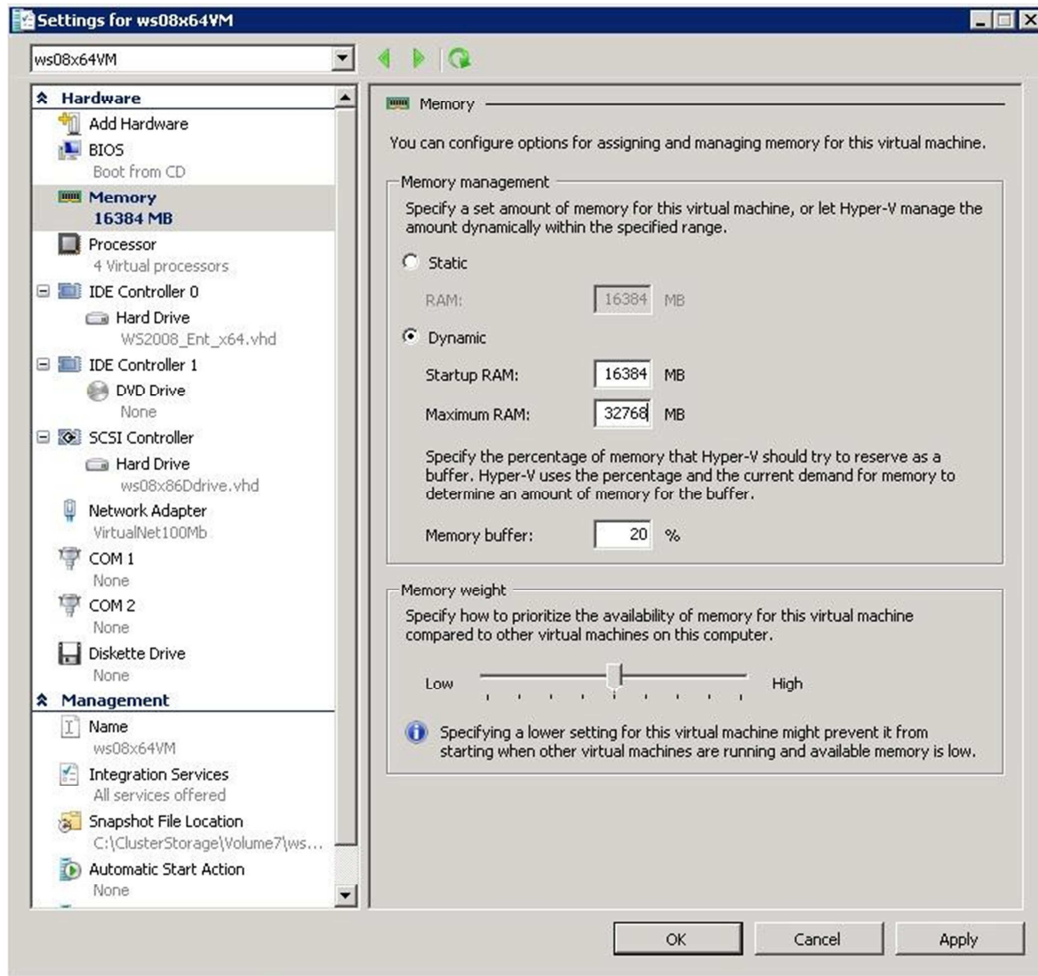 Settings for ws08x64VM
ws08x64VM
Hardware
Add Hardware
BIOS
Boot from CD
Memory
16384 MB
Processor
4 Virtual processors
IDE Controller 0
Hard Drive
WS2008_Ent_x64.vhd
IDE Controller 1
DVD Drive
None
SCSI Controller
Hard Drive
ws08x86Ddrive.vhd
Network Adapter
VirtualNet100Mb
COM 1
None
COM 2
None
Diskette Drive
None
Management
Name
ws08x64VM
Integration Services
All services offered
Snapshot File Location
C:\ClusterStorage\Volume7\ws...
Automatic Start Action
None
Memory
You can configure options for assigning and managing memory for this virtual machine.
Memory management
Specify a set amount of memory for this virtual machine, or let Hyper-V manage the
amount dynamically within the specified range.
Static
RAM: 16384 MB
Dynamic
Startup RAM: 16384 MB
Maximum RAM: 32768 MB
Specify the percentage of memory that Hyper-V should try to reserve as a
buffer. Hyper-V uses the percentage and the current demand for memory to
determine an amount of memory for the buffer.
Memory buffer: 20 %
Memory weight
Specify how to prioritize the availability of memory for this virtual machine
compared to other virtual machines on this computer.
Low High
Specifying a lower setting for this virtual machine might prevent it from
starting when other virtual machines are running and available memory is low.
OK Cancel Apply